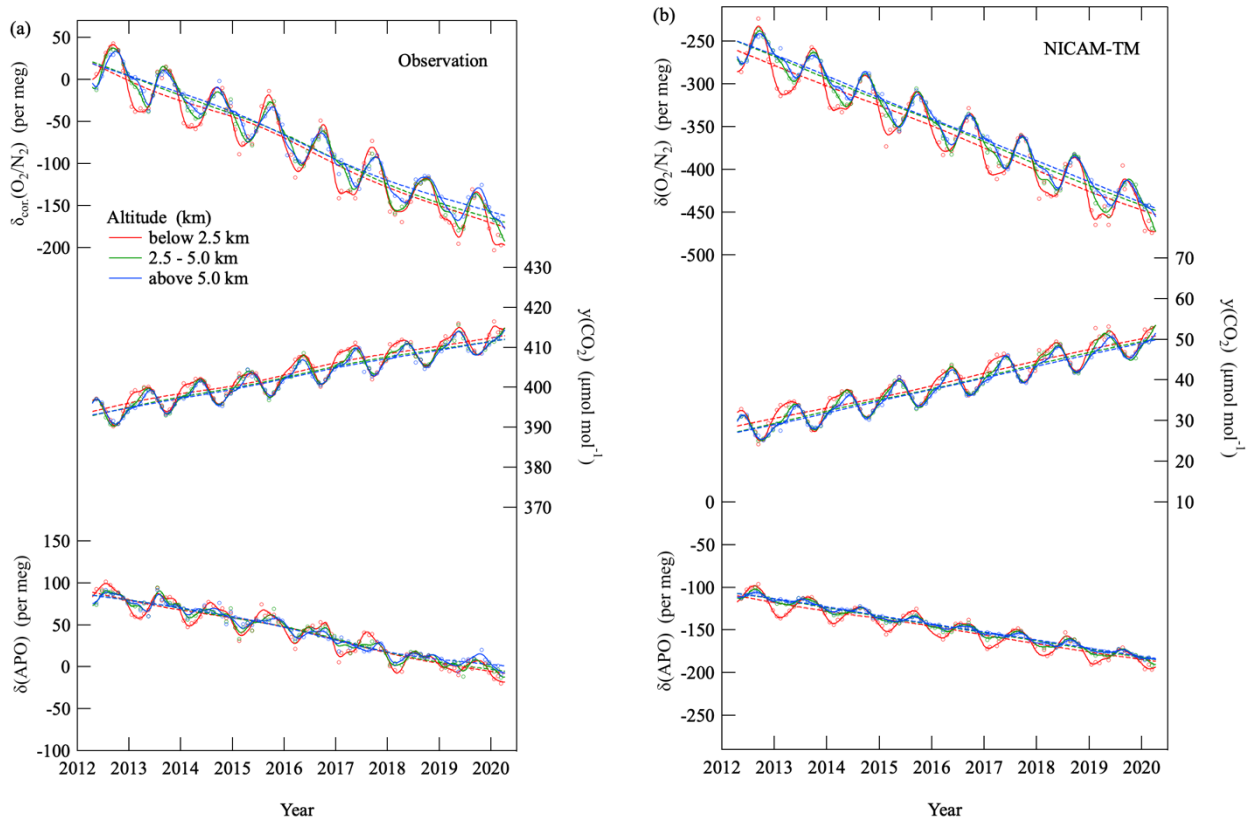 (a)
Observation
50
0
-50
-100
-150
-200
δcor.(O2/N2) (per meg)
Altitude (km)
below 2.5 km
2.5 - 5.0 km
above 5.0 km
430
420
410
400
390
380
370
y(CO2) (μmol mol-1)
150
100
50
0
-50
-100
δ(APO) (per meg)
2012 2013 2014 2015 2016 2017 2018 2019 2020
Year
(b)
NICAM-TM
-250
-300
-350
-400
-450
-500
δ(O2/N2) (per meg)
70
60
50
40
30
20
10
y(CO2) (μmol mol-1)
0
-50
-100
-150
-200
-250
δ(APO) (per meg)
2012 2013 2014 2015 2016 2017 2018 2019 2020
Year